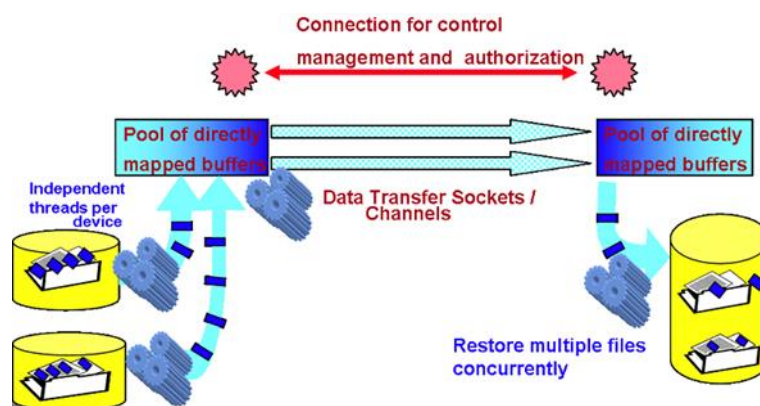 Connection for control
management and authorization
Pool of directly
mapped buffers
Pool of directly
mapped buffers
Independent
threads per
device
Data Transfer Sockets /
Channels
Restore multiple files
concurrently